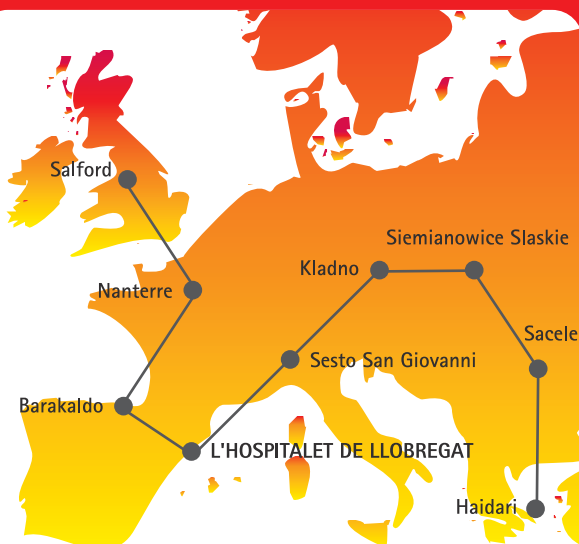 Salford
Siemianowice Slaskie
Kladno
Nanterre
Sacele
Sesto San Giovanni
Barakaldo
L'HOSPITALET DE LLOBREGAT
Haidari